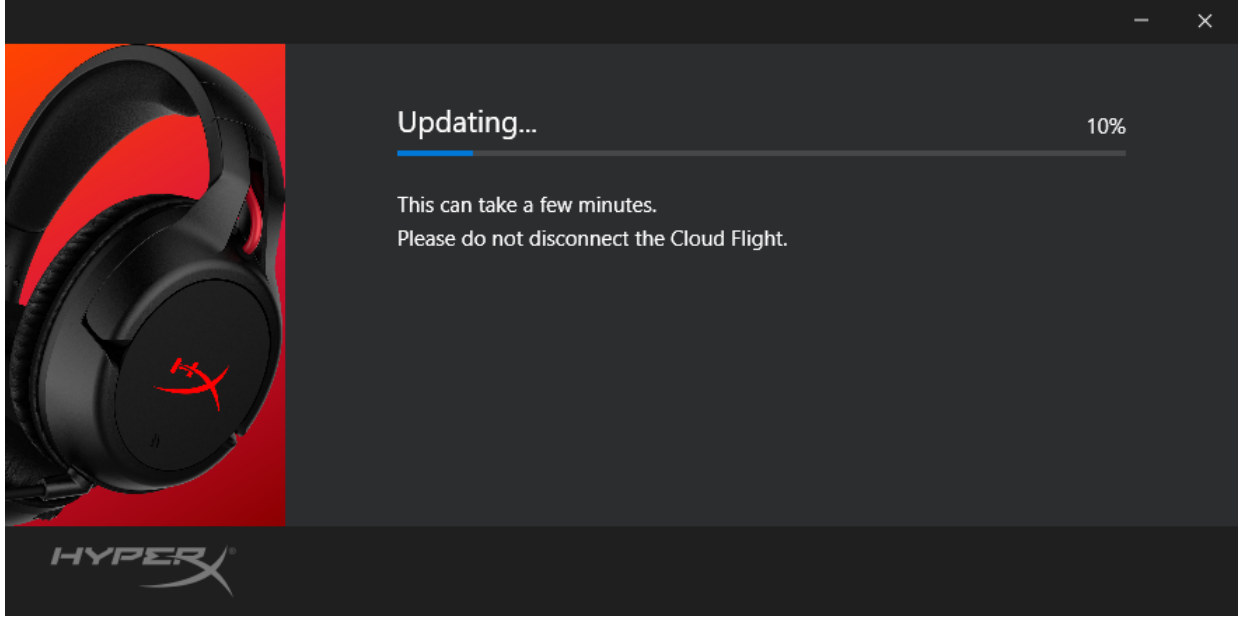 Updating...
10%
This can take a few minutes.
Please do not disconnect the Cloud Flight.
HYPERX®